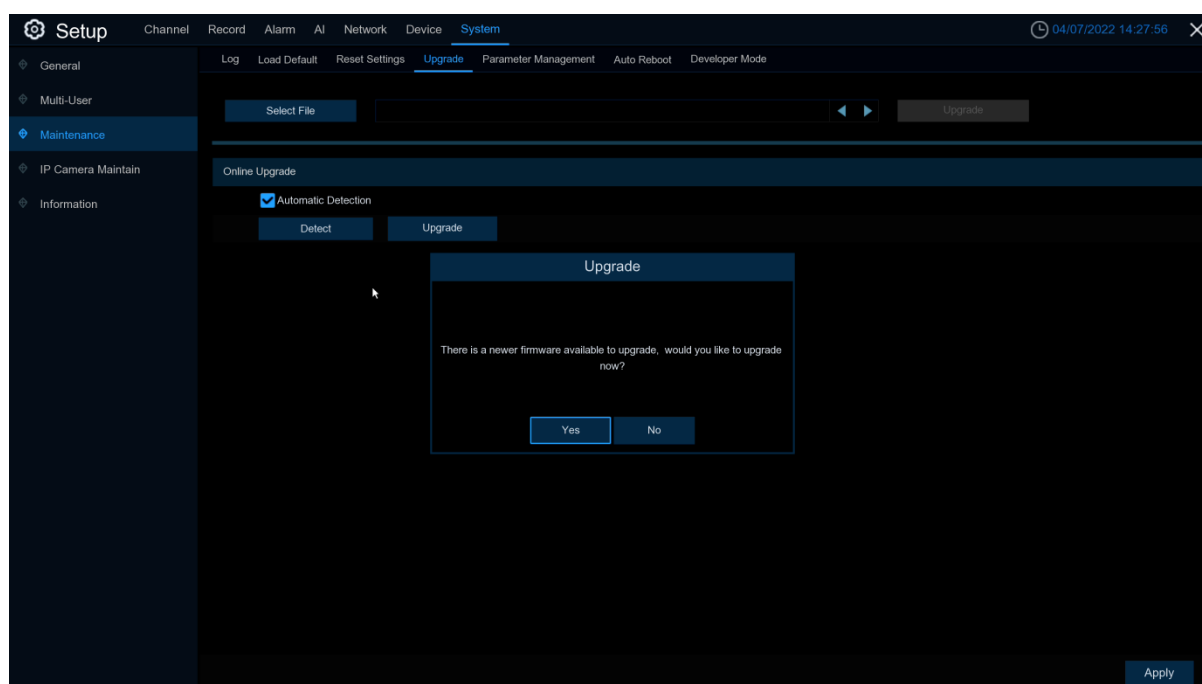 Setup Channel Record Alarm AI Network Device System 04/07/2022 14:27:56
General
Multi-User
Maintenance
IP Camera Maintain
Information
Log Load Default Reset Settings Upgrade Parameter Management Auto Reboot Developer Mode
Select File Upgrade
Online Upgrade
Automatic Detection
Detect Upgrade
Upgrade
There is a newer firmware available to upgrade, would you like to upgrade
now?
Yes No
Apply